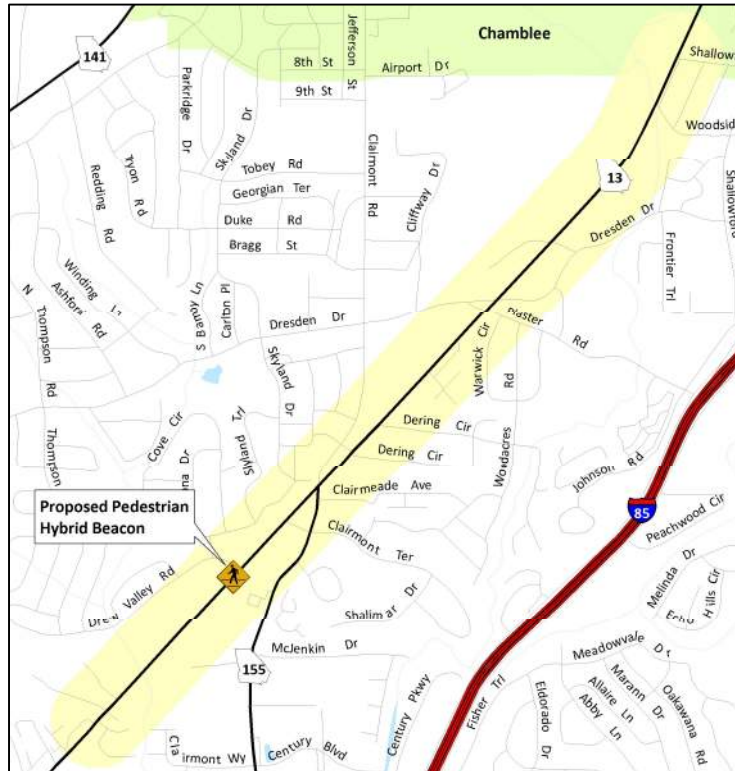 Chamblee
141
Jefferson St
8th St
Airport Dr
9th St
Shallow
Parkridge Dr
Skyland Dr
Woodsid
Tobey Rd
Clairmont Rd
13
Redding Rd
Tryon Rd
Georgian Ter
Cliffway Dr
Shallowford
Duke Rd
Dresden Dr
Bragg St
Frontier Trl
Winding Ln
Ashford Rd
N Thompson Rd
S Bamby Ln
Carlton Pl
Dresden Dr
Skyland Dr
Warwick Cir
Rd
Woodacres Rd
Thompson
Cove Cir
Dering Cir
Dering Cir
Johnson Rd
Clairmeade Ave
85
Peachwood Cir
Proposed Pedestrian
Hybrid Beacon
Clairmont Ter
Drew Valley Rd
Melinda Dr
Hills Cir
Shalimar Dr
McJenkin Dr
155
Meadowvale Dr
Marann Dr
Allaire Ln
Abby Ln
Oakawana Rd
Eldorado Dr
Fisher Trl
Century Pkwy
Century Blvd
Clairmont Wy